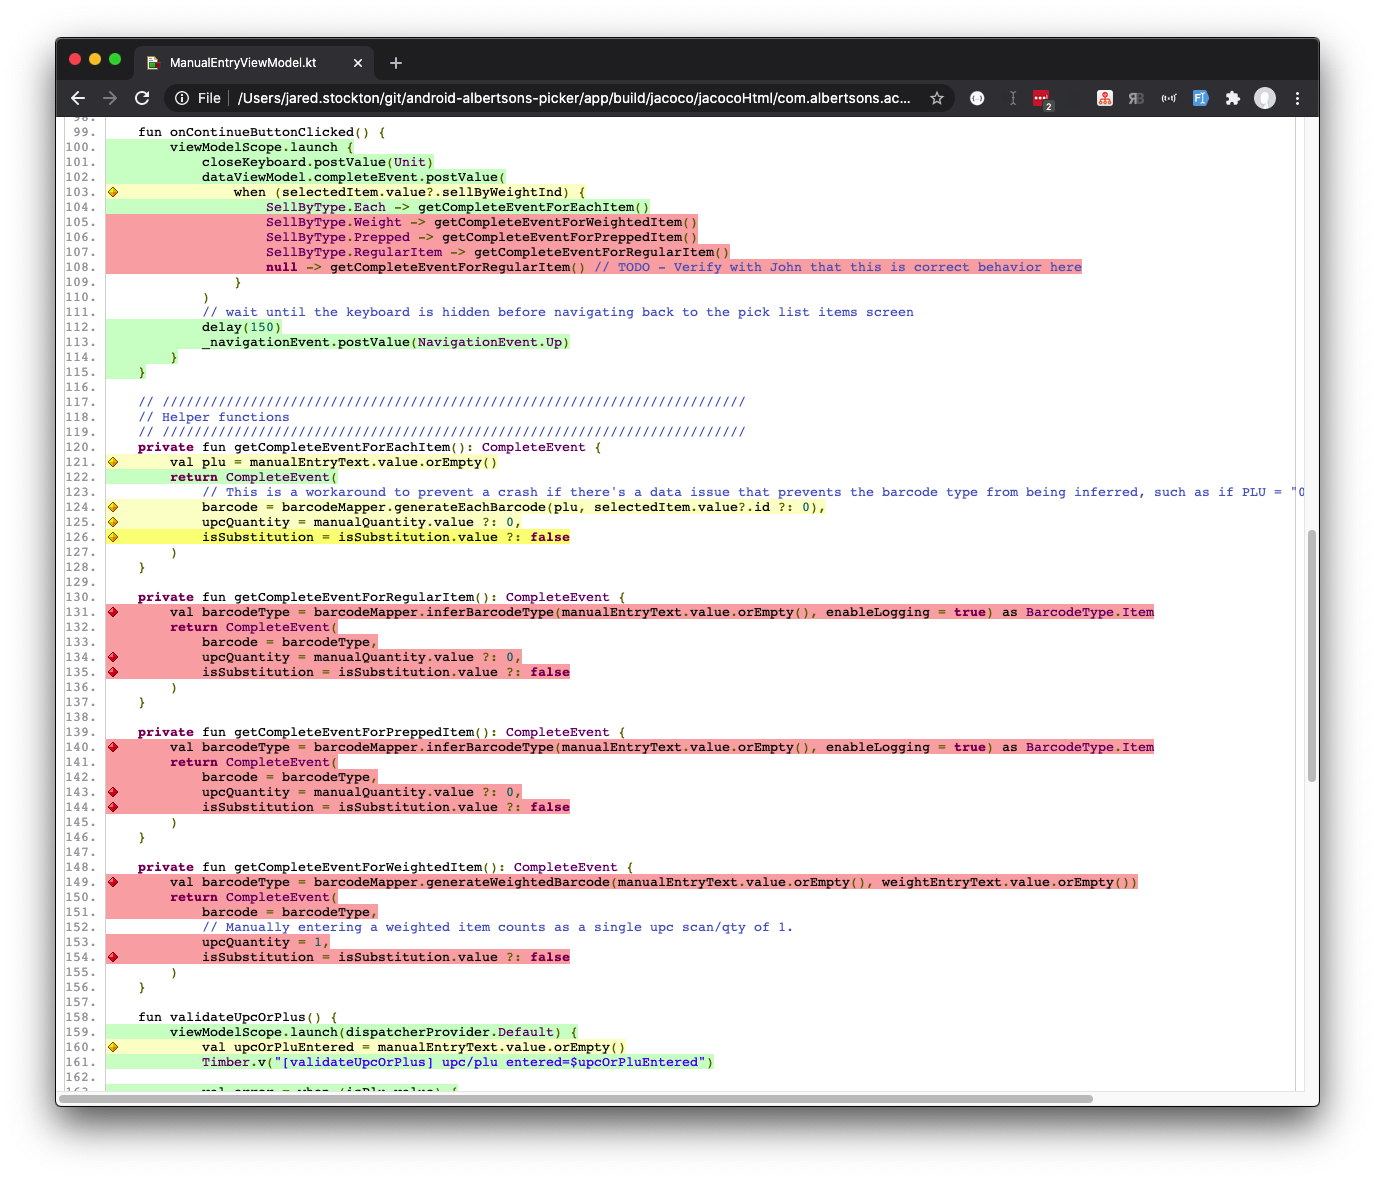 ManualEntryViewModel.kt
File /Users/jared.stockton/git/android-albertsons-picker/app/build/jacoco/jacocoHtml/com.albertsons.ac...
2
98.
99. fun onContinueButtonClicked() {
100. viewModelScope.launch {
101. closeKeyboard.postValue(Unit)
102. dataViewModel.completeEvent.postValue(
103. when (selectedItem.value?.sellByWeightInd) {
104. SellByType.Each -> getCompleteEventForEachItem()
105. SellByType.Weight -> getCompleteEventForWeightedItem()
106. SellByType.Prepped -> getCompleteEventForPreppedItem()
107. SellByType.RegularItem -> getCompleteEventForRegularItem()
108. null -> getCompleteEventForRegularItem() // TODO - Verify with John that this is correct behavior here
109. }
110. )
111. // wait until the keyboard is hidden before navigating back to the pick list items screen
112. delay(150)
113. _navigationEvent.postValue(NavigationEvent.Up)
114. }
115. }
116.
117. // /////////////////////////////////////////////////////////////////////////
118. // Helper functions
119. // /////////////////////////////////////////////////////////////////////////
120. private fun getCompleteEventForEachItem(): CompleteEvent {
121. val plu = manualEntryText.value.orEmpty()
122. return CompleteEvent(
123. // This is a workaround to prevent a crash if there's a data issue that prevents the barcode type from being inferred, such as if PLU = "0
124. barcode = barcodeMapper.generateEachBarcode(plu, selectedItem.value?.id ?: 0),
125. upcQuantity = manualQuantity.value ?: 0,
126. isSubstitution = isSubstitution.value ?: false
127. )
128. }
129.
130. private fun getCompleteEventForRegularItem(): CompleteEvent {
131. val barcodeType = barcodeMapper.inferBarcodeType(manualEntryText.value.orEmpty(), enableLogging = true) as BarcodeType.Item
132. return CompleteEvent(
133. barcode = barcodeType,
134. upcQuantity = manualQuantity.value ?: 0,
135. isSubstitution = isSubstitution.value ?: false
136. )
137. }
138.
139. private fun getCompleteEventForPreppedItem(): CompleteEvent {
140. val barcodeType = barcodeMapper.inferBarcodeType(manualEntryText.value.orEmpty(), enableLogging = true) as BarcodeType.Item
141. return CompleteEvent(
142. barcode = barcodeType,
143. upcQuantity = manualQuantity.value ?: 0,
144. isSubstitution = isSubstitution.value ?: false
145. )
146. }
147.
148. private fun getCompleteEventForWeightedItem(): CompleteEvent {
149. val barcodeType = barcodeMapper.generateWeightedBarcode(manualEntryText.value.orEmpty(), weightEntryText.value.orEmpty())
150. return CompleteEvent(
151. barcode = barcodeType,
152. // Manually entering a weighted item counts as a single upc scan/qty of 1.
153. upcQuantity = 1,
154. isSubstitution = isSubstitution.value ?: false
155. )
156. }
157.
158. fun validateUpcOrPlus() {
159. viewModelScope.launch(dispatcherProvider.Default) {
160. val upcOrPluEntered = manualEntryText.value.orEmpty()
161. Timber.v("[validateUpcOrPlus] upc/plu entered=$upcOrPluEntered")
162.
163. val error = when (isPlu.value) {